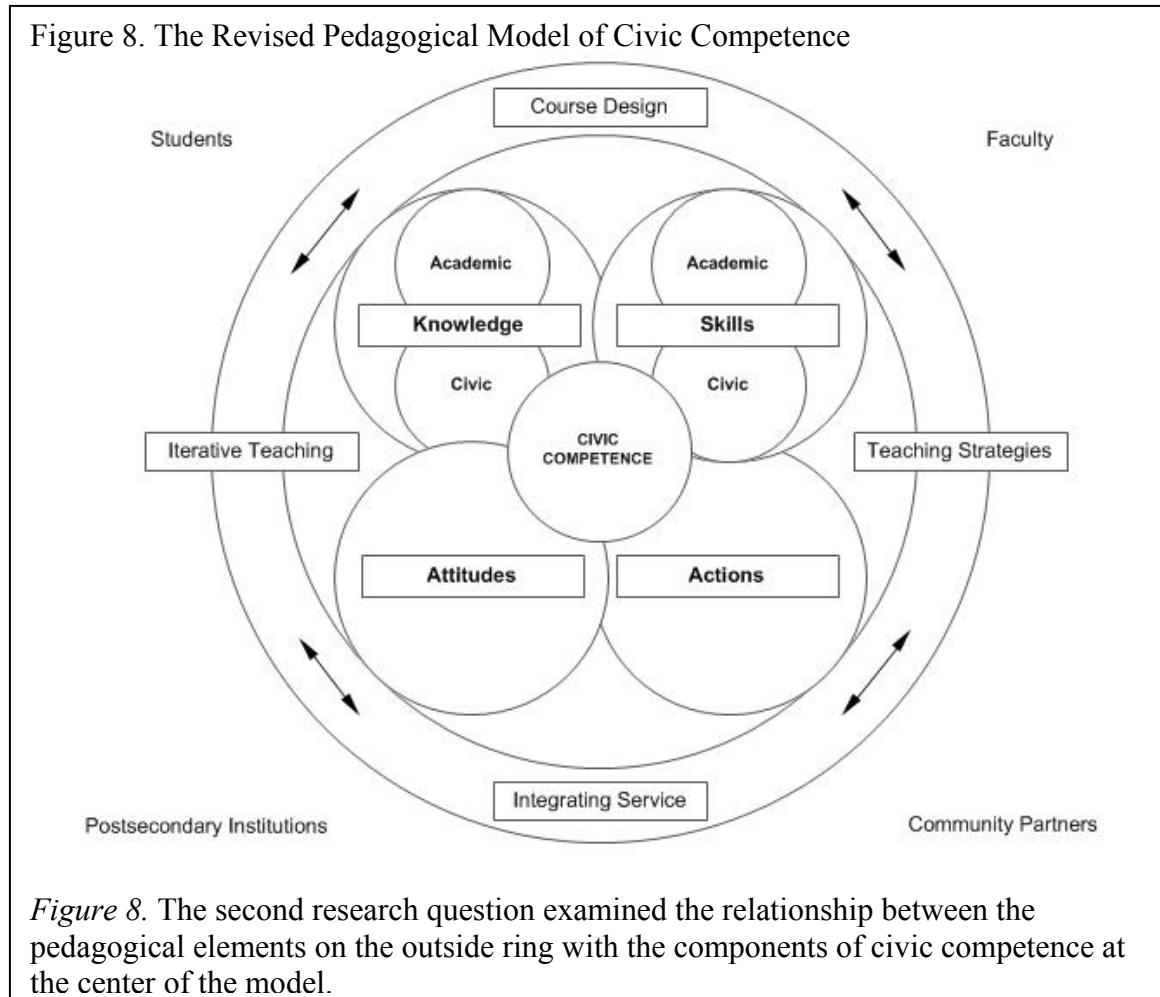 Figure 8. The Revised Pedagogical Model of Civic Competence
Course Design
Students
Faculty
Academic
Academic
Knowledge
Skills
Civic
Civic
CIVIC
COMPETENCE
Iterative Teaching
Teaching Strategies
Attitudes
Actions
Integrating Service
Postsecondary Institutions
Community Partners
Figure 8. The second research question examined the relationship between the
pedagogical elements on the outside ring with the components of civic competence at
the center of the model.